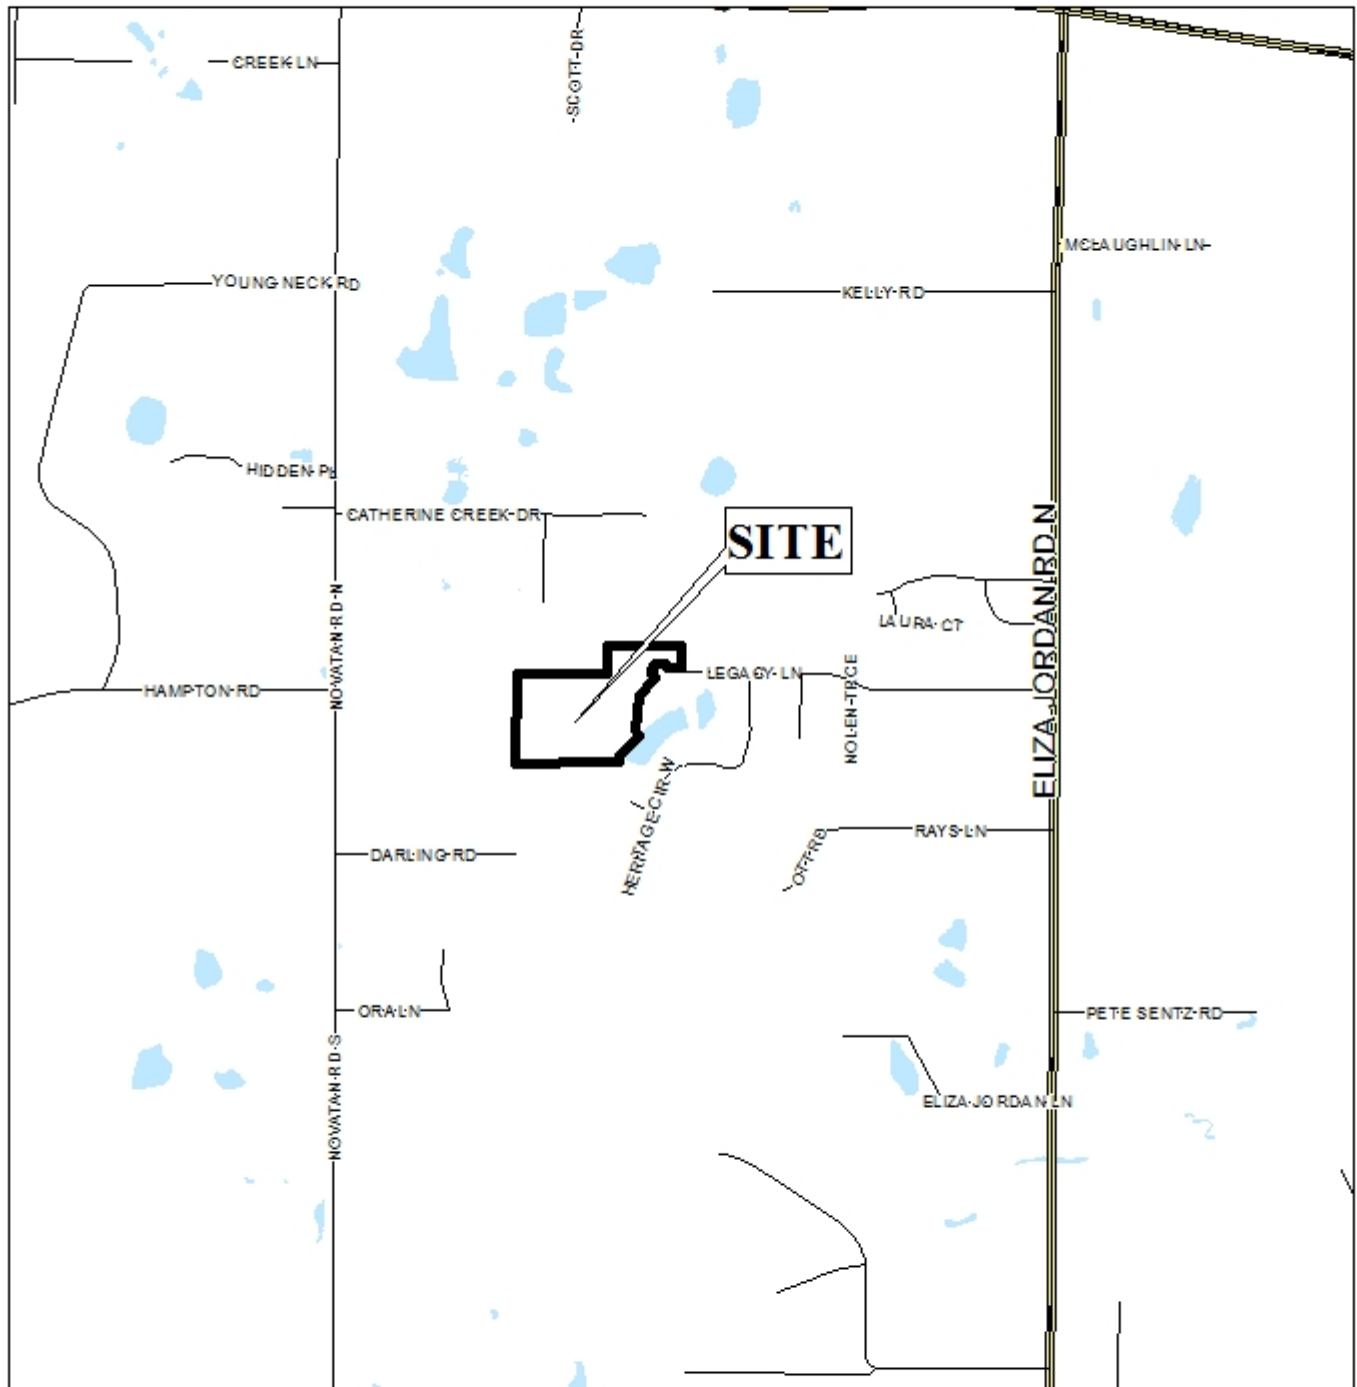 CREEK LN
SCOTT DR
MCLAUGHLIN LN
YOUNG NECK RD
KELLY RD
HIDDEN PL
CATHERINE CREEK DR
SITE
ELIZA JORDAN RD N
NOVATAN RD N
LAURA CT
LEGACY LN
NOLEN TRCE
HAMPTON RD
HERITAGE CIR W
RAYS LN
OTT RD
DARLING RD
ORA LN
PETE SENTZ RD
NOVATAN RD S
ELIZA JORDAN LN